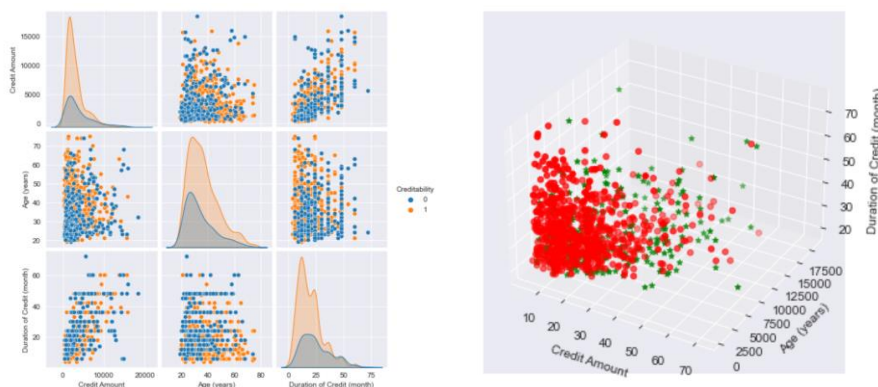 Credit Amount
15000
10000
5000
0
Age (years)
70
60
50
40
30
20
Duration of Credit (month)
60
40
20
0 10000 20000
Credit Amount
20 40 60 80
Age (years)
0 25 50 75
Duration of Credit (month)
Creditability
0
1
70
60
50
40
30
20
Duration of Credit (month)
10 20 30 40 50 60 70
Credit Amount
0 2500 5000 7500 10000 12500 15000 17500
Age (years)